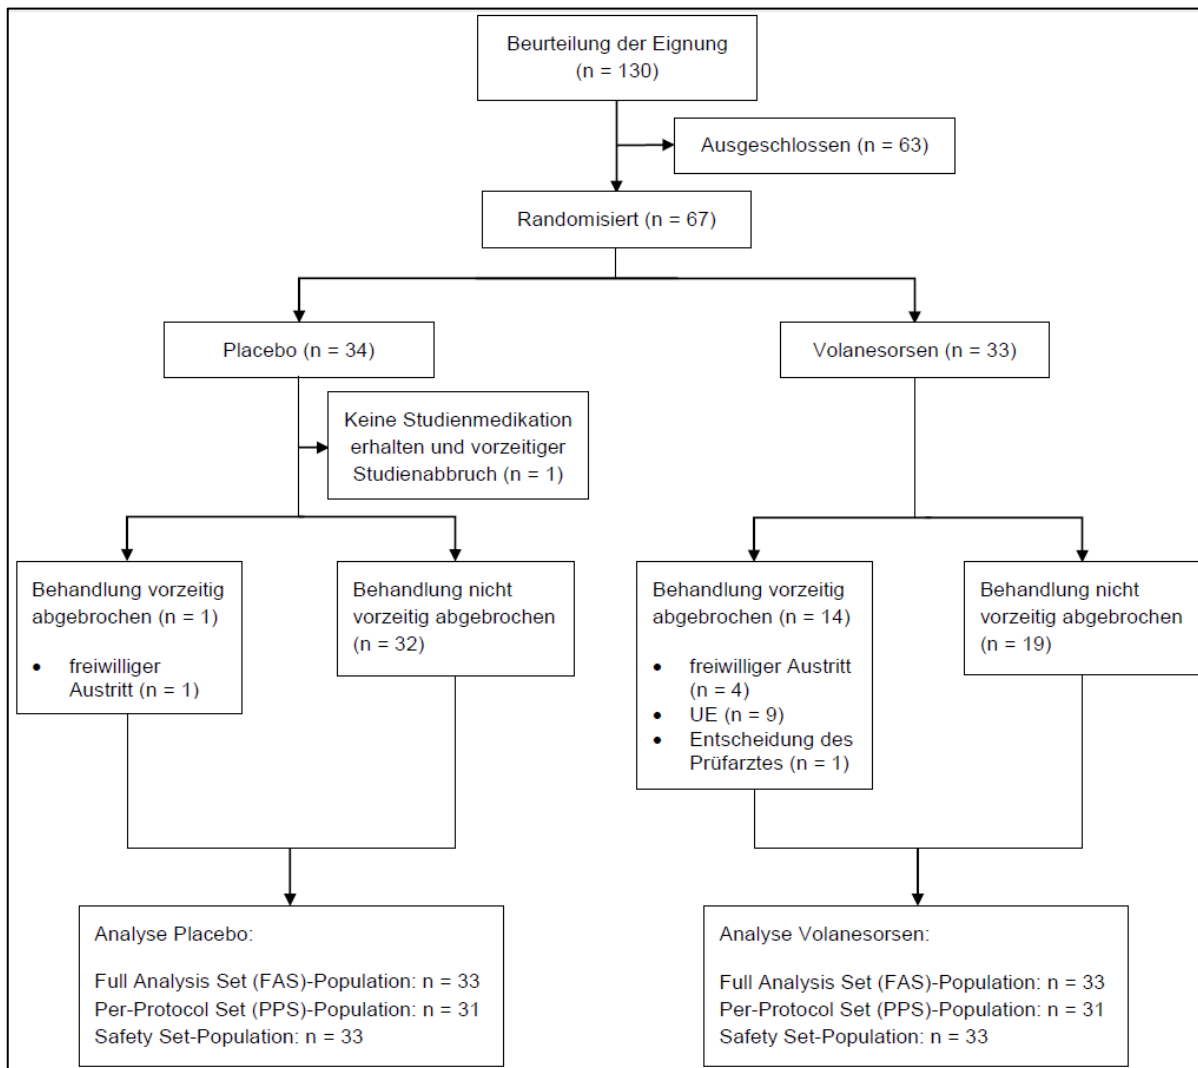 Beurteilung der Eignung
(n = 130)
Ausgeschlossen (n = 63)
Randomisiert (n = 67)
Placebo (n = 34)
Volanesorsen (n = 33)
Keine Studienmedikation
erhalten und vorzeitiger
Studienabbruch (n = 1)
Behandlung vorzeitig
abgebrochen (n = 1)
• freiwilliger
Austritt (n = 1)
Behandlung nicht
vorzeitig abgebrochen
(n = 32)
Behandlung vorzeitig
abgebrochen (n = 14)
• freiwilliger Austritt
(n = 4)
• UE (n = 9)
• Entscheidung des
Prüfarztes (n = 1)
Behandlung nicht
vorzeitig abgebrochen
(n = 19)
Analyse Placebo:
Full Analysis Set (FAS)-Population: n = 33
Per-Protocol Set (PPS)-Population: n = 31
Safety Set-Population: n = 33
Analyse Volanesorsen:
Full Analysis Set (FAS)-Population: n = 33
Per-Protocol Set (PPS)-Population: n = 31
Safety Set-Population: n = 33